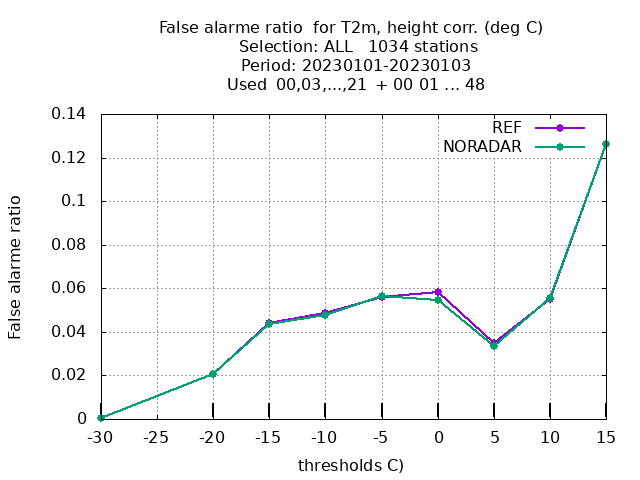 False alarme ratio  for T2m, height corr. (deg C)
Selection: ALL   1034 stations
Period: 20230101-20230103
Used  00,03,...,21  + 00 01 ... 48
REF
NORADAR
0.14
0.12
0.1
0.08
0.06
0.04
0.02
0
False alarme ratio
-30 -25 -20 -15 -10 -5 0 5 10 15
thresholds C)